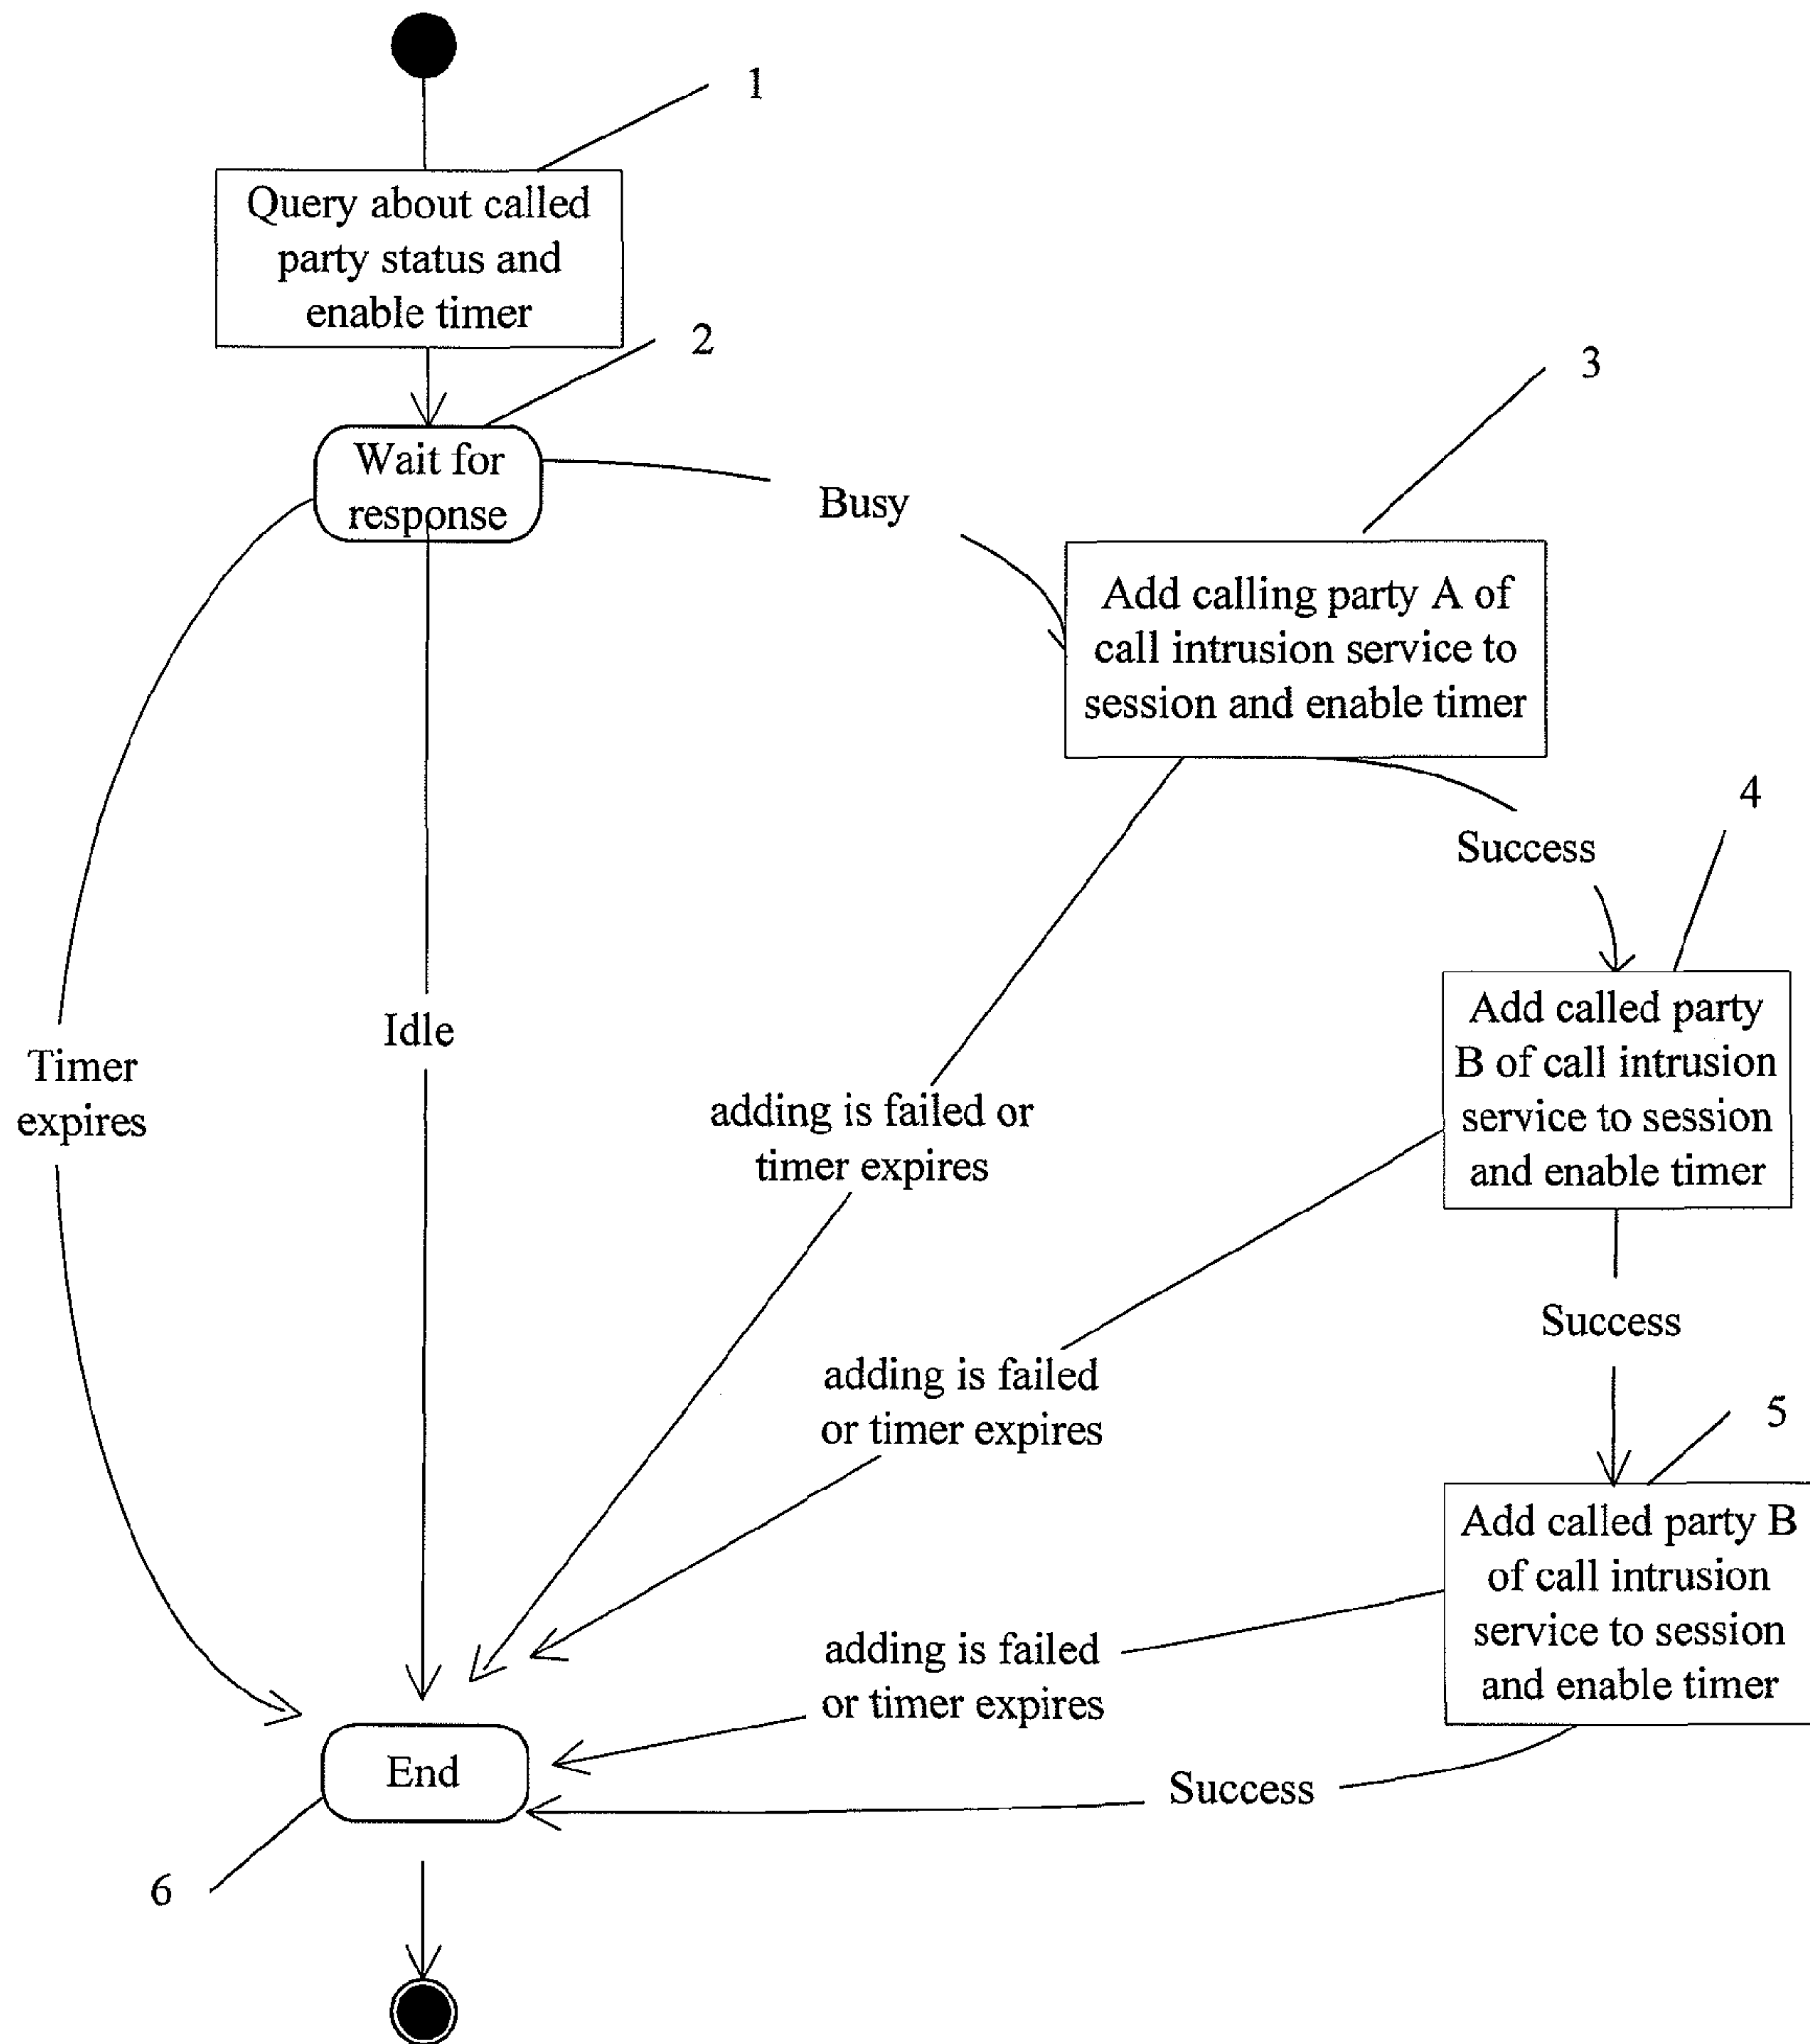 1
Query about called
party status and
enable timer
2
Wait for
response
3
Busy
Add calling party A of
call intrusion service to
session and enable timer
4
Success
Add called party
B of call intrusion
service to session
and enable timer
Idle
Timer
expires
adding is failed or
timer expires
Success
adding is failed
or timer expires
5
Add called party B
of call intrusion
service to session
and enable timer
adding is failed
or timer expires
Success
End
6